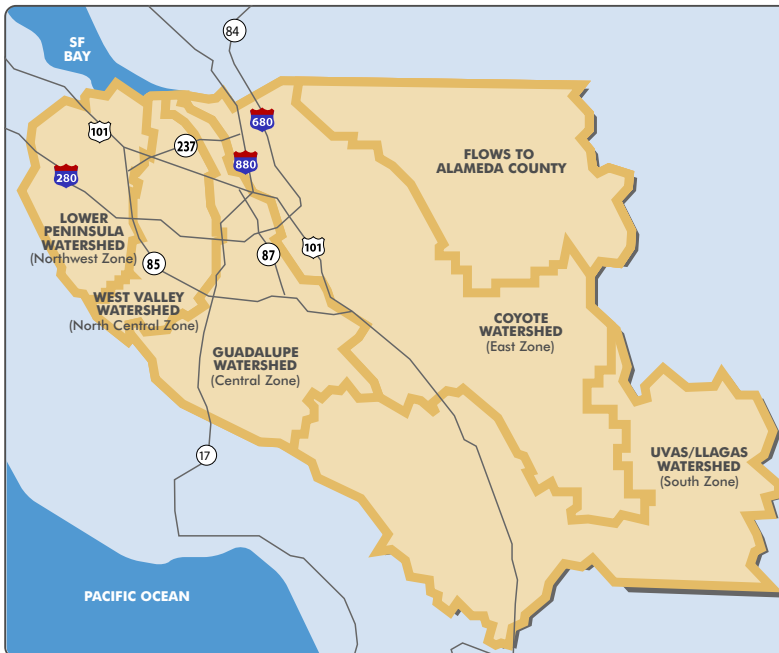 SF
BAY
84
680
101
237
880
280
FLOWS TO
ALAMEDA COUNTY
LOWER
PENINSULA
WATERSHED
(Northwest Zone)
101
87
85
WEST VALLEY
WATERSHED
(North Central Zone)
COYOTE
WATERSHED
(East Zone)
GUADALUPE
WATERSHED
(Central Zone)
17
UVAS/LLAGAS
WATERSHED
(South Zone)
PACIFIC OCEAN